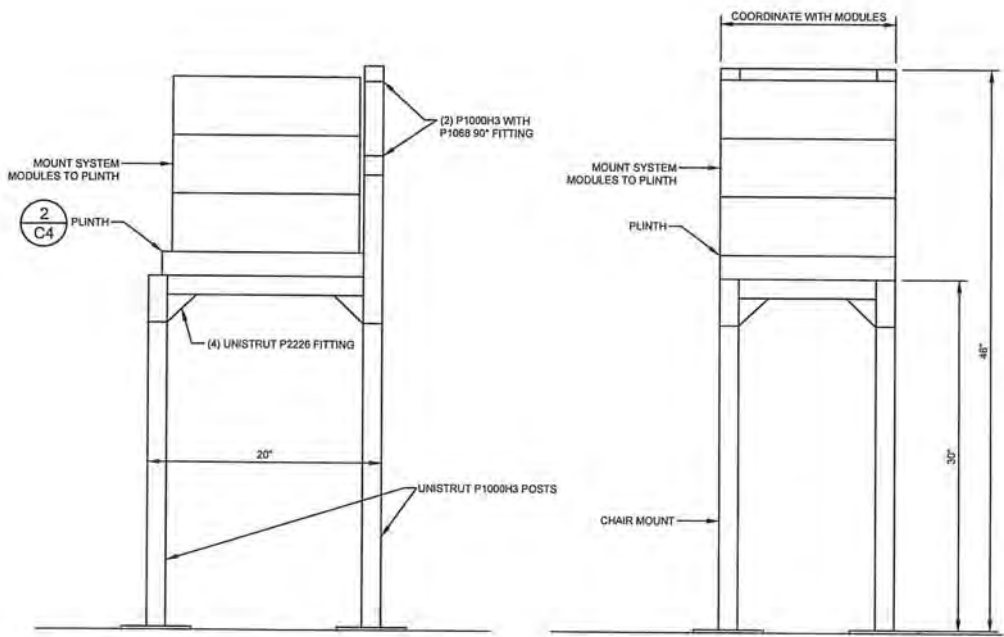 COORDINATE WITH MODULES
(2) P1000H3 WITH
P1068 90° FITTING
MOUNT SYSTEM
MODULES TO PLINTH
2
C4
PLINTH
(4) UNISTRUT P2226 FITTING
20"
UNISTRUT P1000H3 POSTS
MOUNT SYSTEM
MODULES TO PLINTH
PLINTH
CHAIR MOUNT
30"
48"